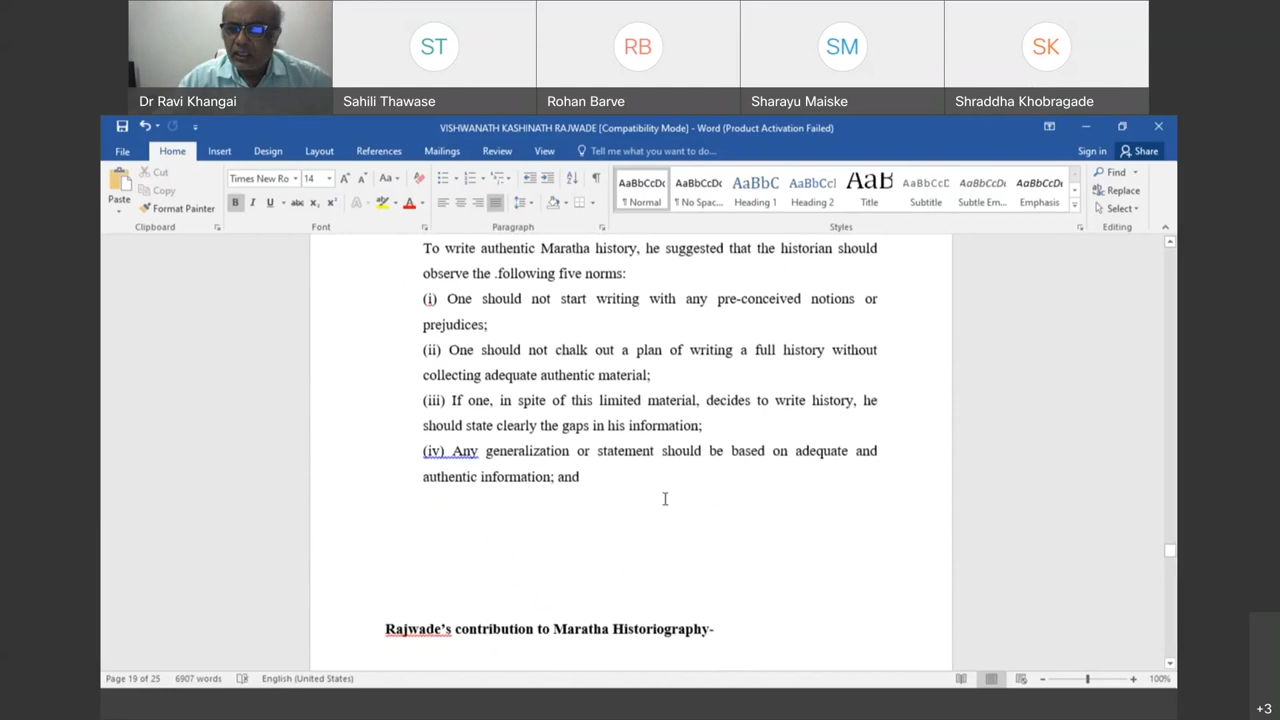 ST
RB
SM
SK
Dr Ravi Khangai
Sahili Thawase
Rohan Barve
Sharayu Maiske
Shraddha Khobragade
VISHWANATH KASHINATH RAJWADE [Compatibility Mode] - Word (Product Activation Failed)
File Home Insert Design Layout References Mailings Review View Tell me what you want to do... Sign in Share
Paste
Cut
Copy
Format Painter
Clipboard
Times New Ro 14
Font
Paragraph
AaBbCcDc AaBbCcDc AaBbC AaBbCcI AaB AaBbCcD AaBbCcDt AaBbCcDt
¶ Normal ¶ No Spac... Heading 1 Heading 2 Title Subtitle Subtle Em... Emphasis
Styles
Find
Replace
Select
Editing
To write authentic Maratha history, he suggested that the historian should
observe the .following five norms:
(i) One should not start writing with any pre-conceived notions or
prejudices;
(ii) One should not chalk out a plan of writing a full history without
collecting adequate authentic material;
(iii) If one, in spite of this limited material, decides to write history, he
should state clearly the gaps in his information;
(iv) Any generalization or statement should be based on adequate and
authentic information; and
Rajwade's contribution to Maratha Historiography-
Page 19 of 25 6907 words English (United States) 100%
+3